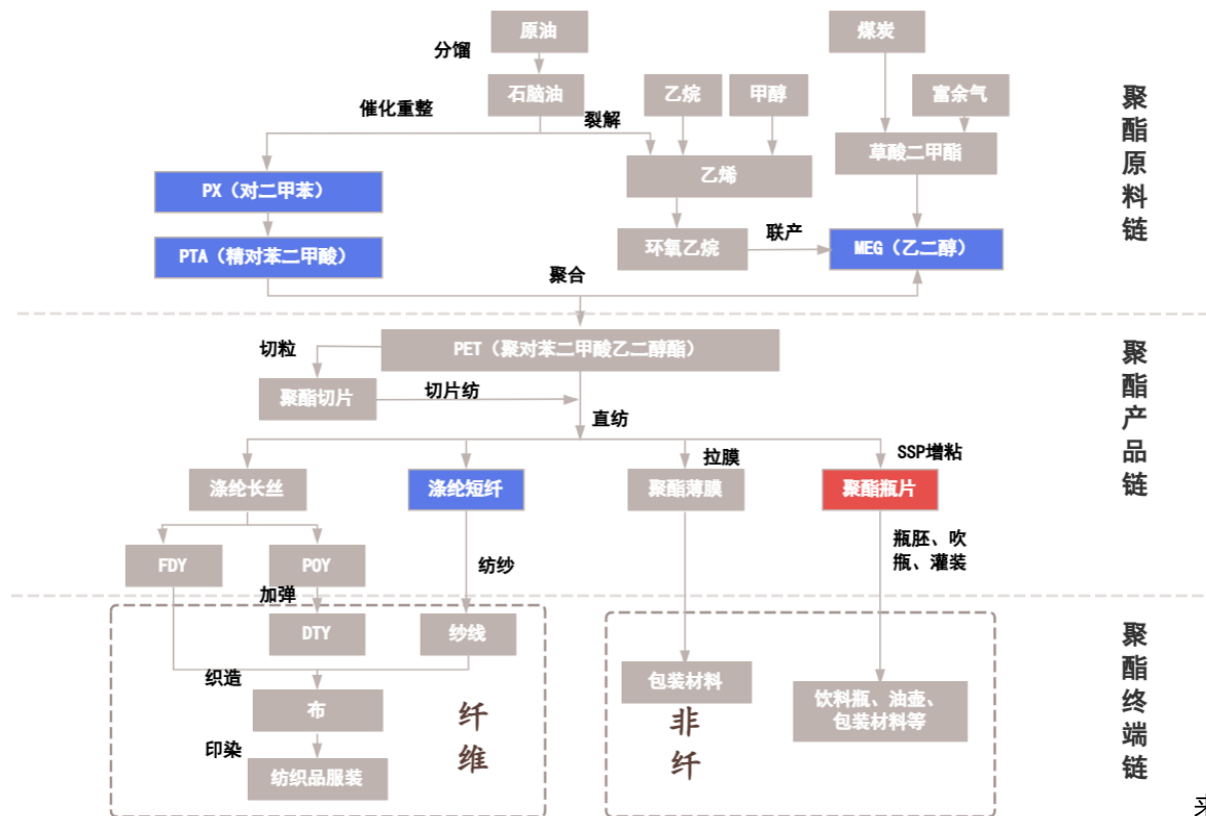 原油
煤炭
分馏
石脑油
乙烷
甲醇
富余气
催化重整
裂解
草酸二甲酯
乙烯
PX（对二甲苯）
PTA（精对苯二甲酸）
环氧乙烷
联产
MEG（乙二醇）
聚合
聚酯原料链
PET（聚对苯二甲酸乙二醇酯）
切粒
聚酯切片
切片纺
直纺
拉膜
SSP增粘
涤纶长丝
涤纶短纤
聚酯薄膜
聚酯瓶片
FDY
POY
纺纱
瓶胚、吹
瓶、灌装
聚酯产品链
加弹
DTY
纱线
织造
布
印染
纺织品服装
纤维
包装材料
非纤
饮料瓶、油壶、
包装材料等
聚酯终端链